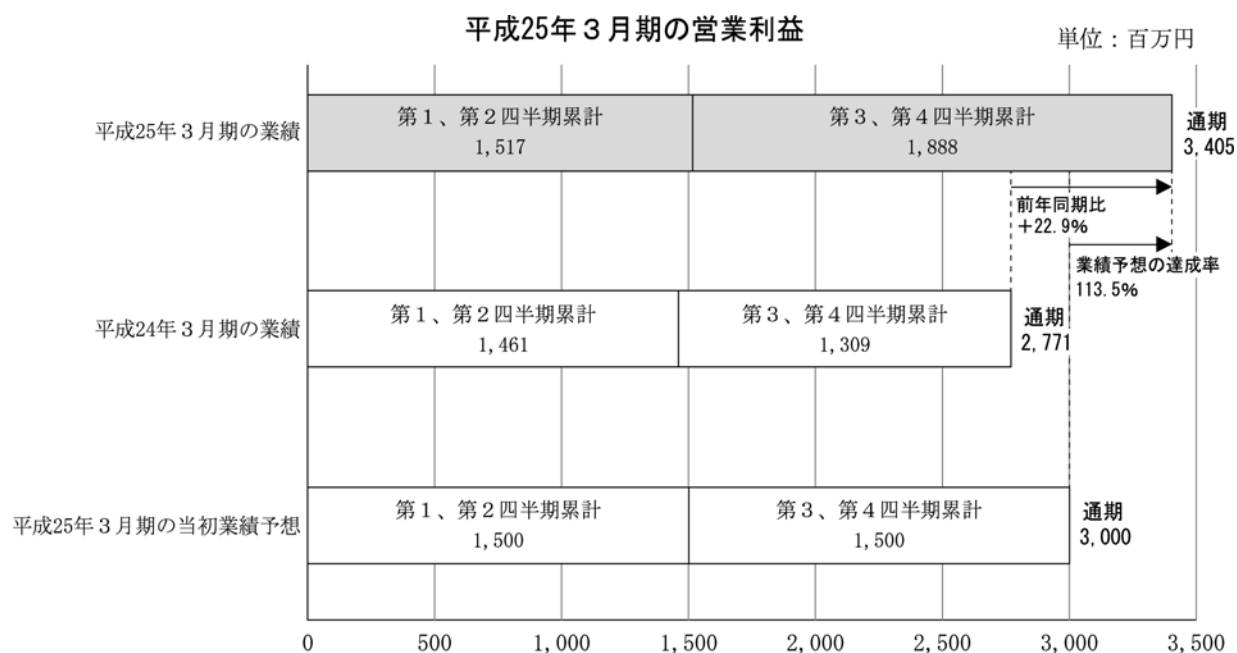 平成25年３月期の営業利益
単位：百万円
平成25年３月期の業績
第１、第２四半期累計
1,517
第３、第４四半期累計
1,888
通期
3,405
前年同期比
＋22.9％
業績予想の達成率
113.5％
平成24年３月期の業績
第１、第２四半期累計
1,461
第３、第４四半期累計
1,309
通期
2,771
平成25年３月期の当初業績予想
第１、第２四半期累計
1,500
第３、第４四半期累計
1,500
通期
3,000
0 500 1,000 1,500 2,000 2,500 3,000 3,500